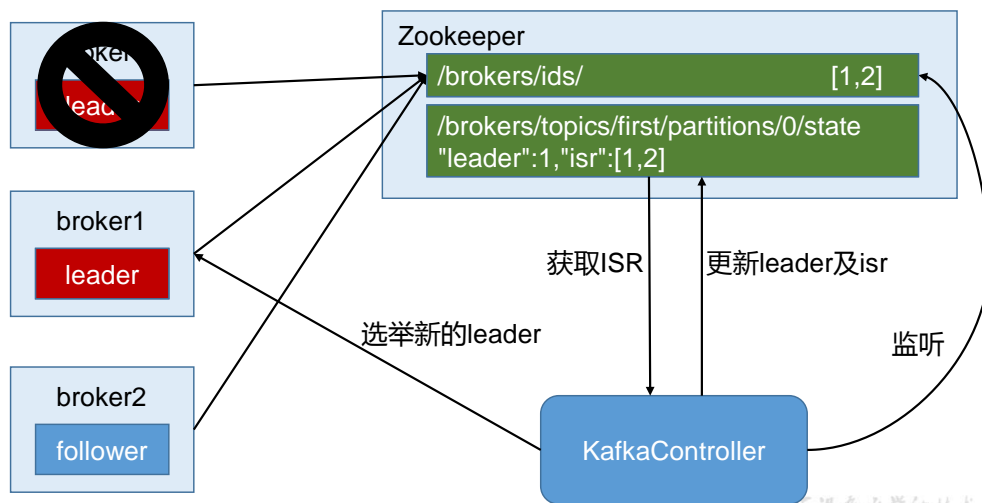 Zookeeper
/brokers/ids/ [1,2]
/brokers/topics/first/partitions/0/state
"leader":1,"isr":[1,2]
broker1
leader
获取ISR
更新leader及isr
选举新的leader
监听
broker2
follower
KafkaController